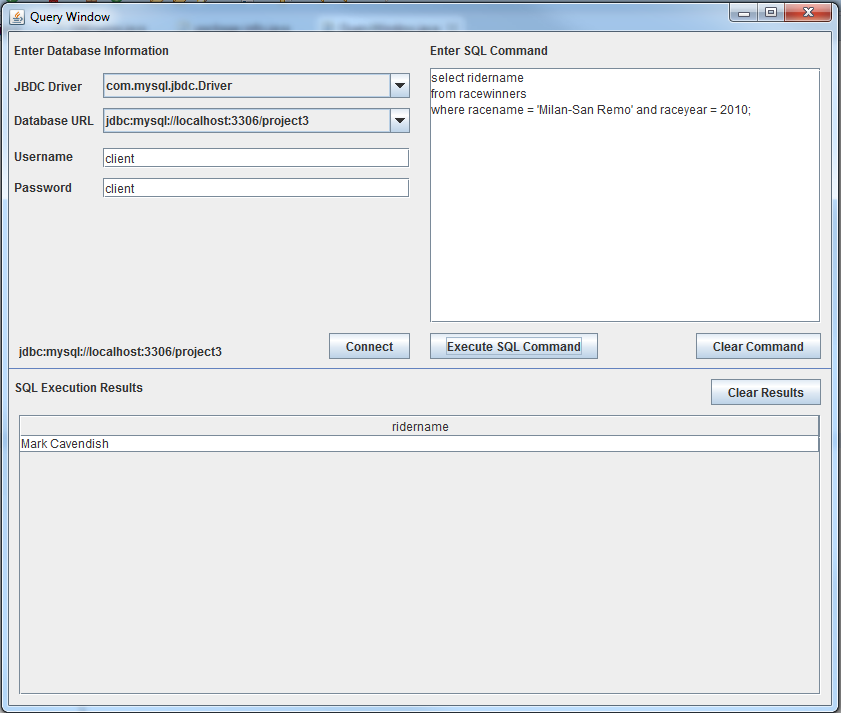 Query Window
Enter Database Information
JBDC Driver
com.mysql.jbdc.Driver
Database URL
jdbc:mysql://localhost:3306/project3
Username
client
Password
client
jdbc:mysql://localhost:3306/project3
Connect
Enter SQL Command
select ridername
from racewinners
where racename = 'Milan-San Remo' and raceyear = 2010;
Execute SQL Command
Clear Command
SQL Execution Results
Clear Results
ridername
Mark Cavendish